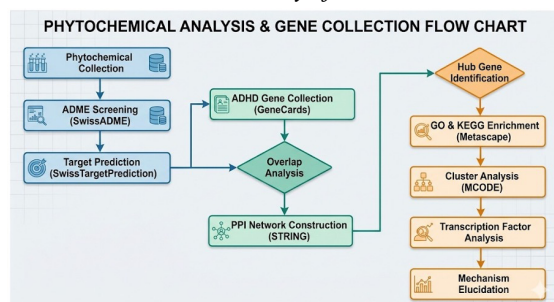 PHYTOCHEMICAL ANALYSIS & GENE COLLECTION FLOW CHART
Phytochemical
Collection
ADME Screening
(SwissADME)
Target Prediction
(SwissTargetPrediction)
ADHD Gene Collection
(GeneCards)
Overlap
Analysis
PPI Network Construction
(STRING)
Hub Gene
Identification
GO & KEGG Enrichment
(Metascape)
Cluster Analysis
(MCODE)
Transcription Factor
Analysis
Mechanism
Elucidation